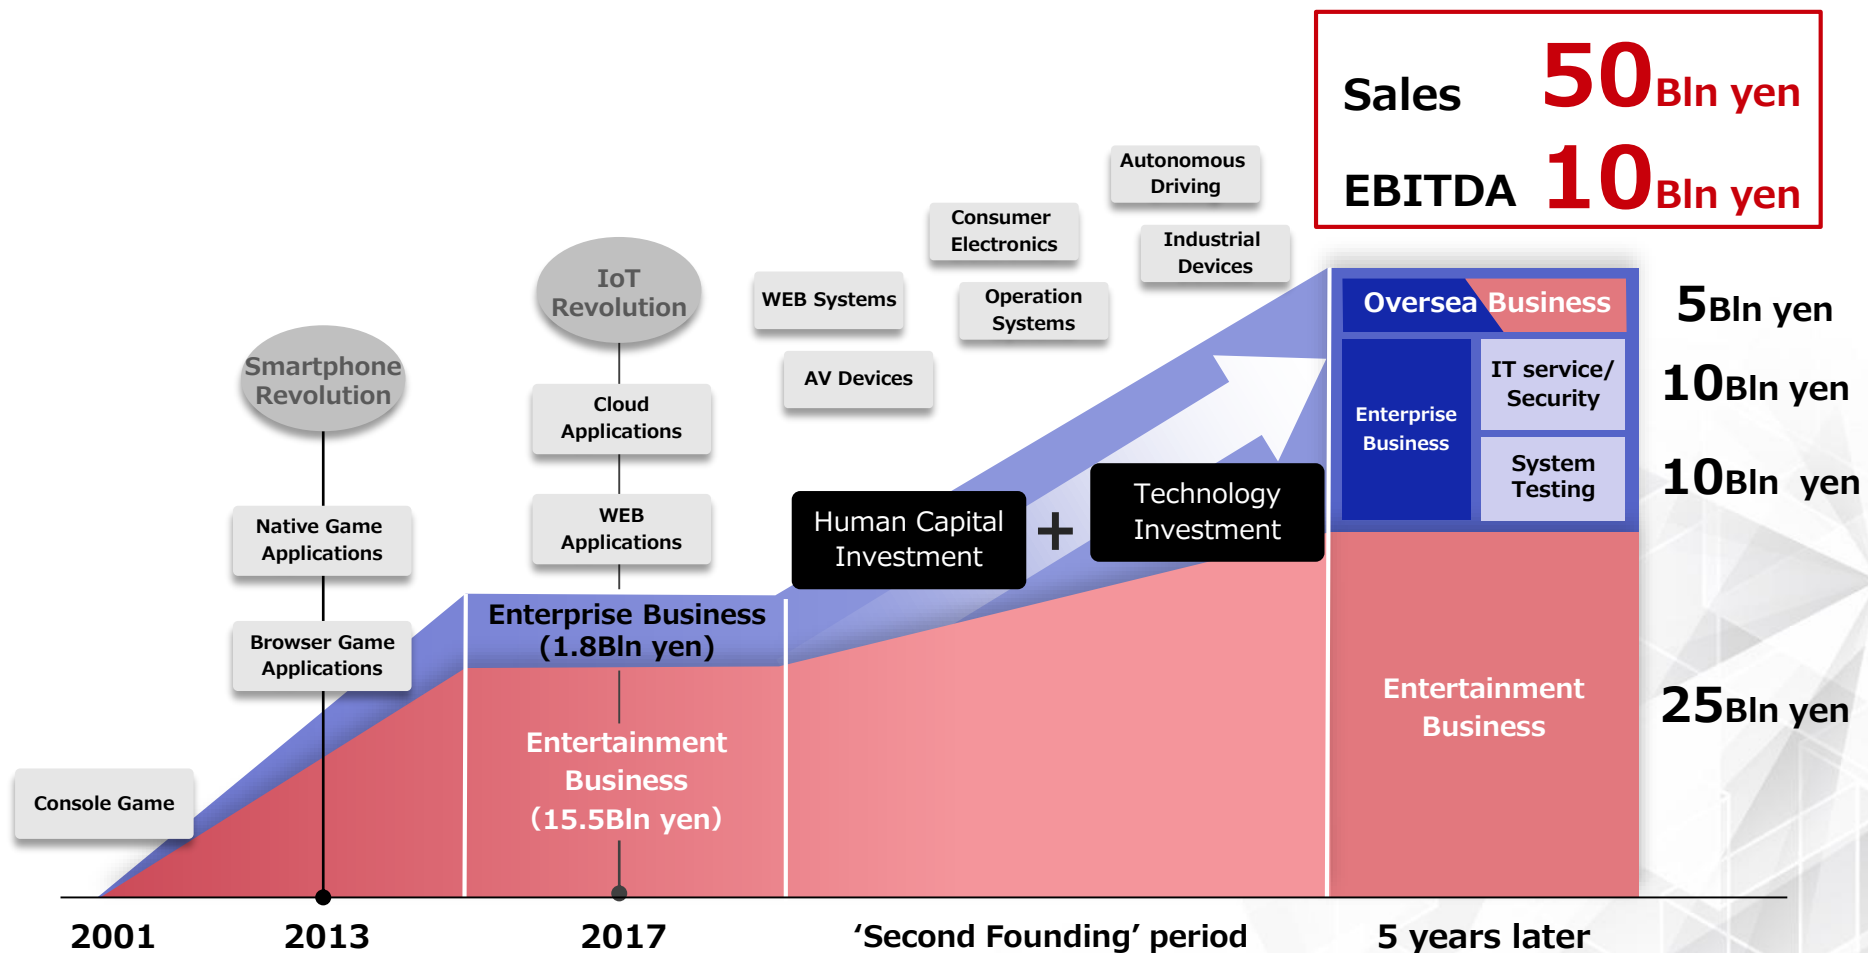 Sales 50Bln yen
EBITDA 10Bln yen
Autonomous
Driving
Consumer
Electronics
Industrial
Devices
IoT
Revolution
WEB Systems
Operation
Systems
Smartphone
Revolution
AV Devices
Cloud
Applications
WEB
Applications
Native Game
Applications
Browser Game
Applications
Console Game
Human Capital
Investment
+
Technology
Investment
Enterprise Business
(1.8Bln yen)
Entertainment
Business
(15.5Bln yen)
Oversea Business
5Bln yen
Enterprise
Business
IT service/
Security
10Bln yen
System
Testing
10Bln yen
Entertainment
Business
25Bln yen
2001
2013
2017
‘Second Founding’ period
5 years later